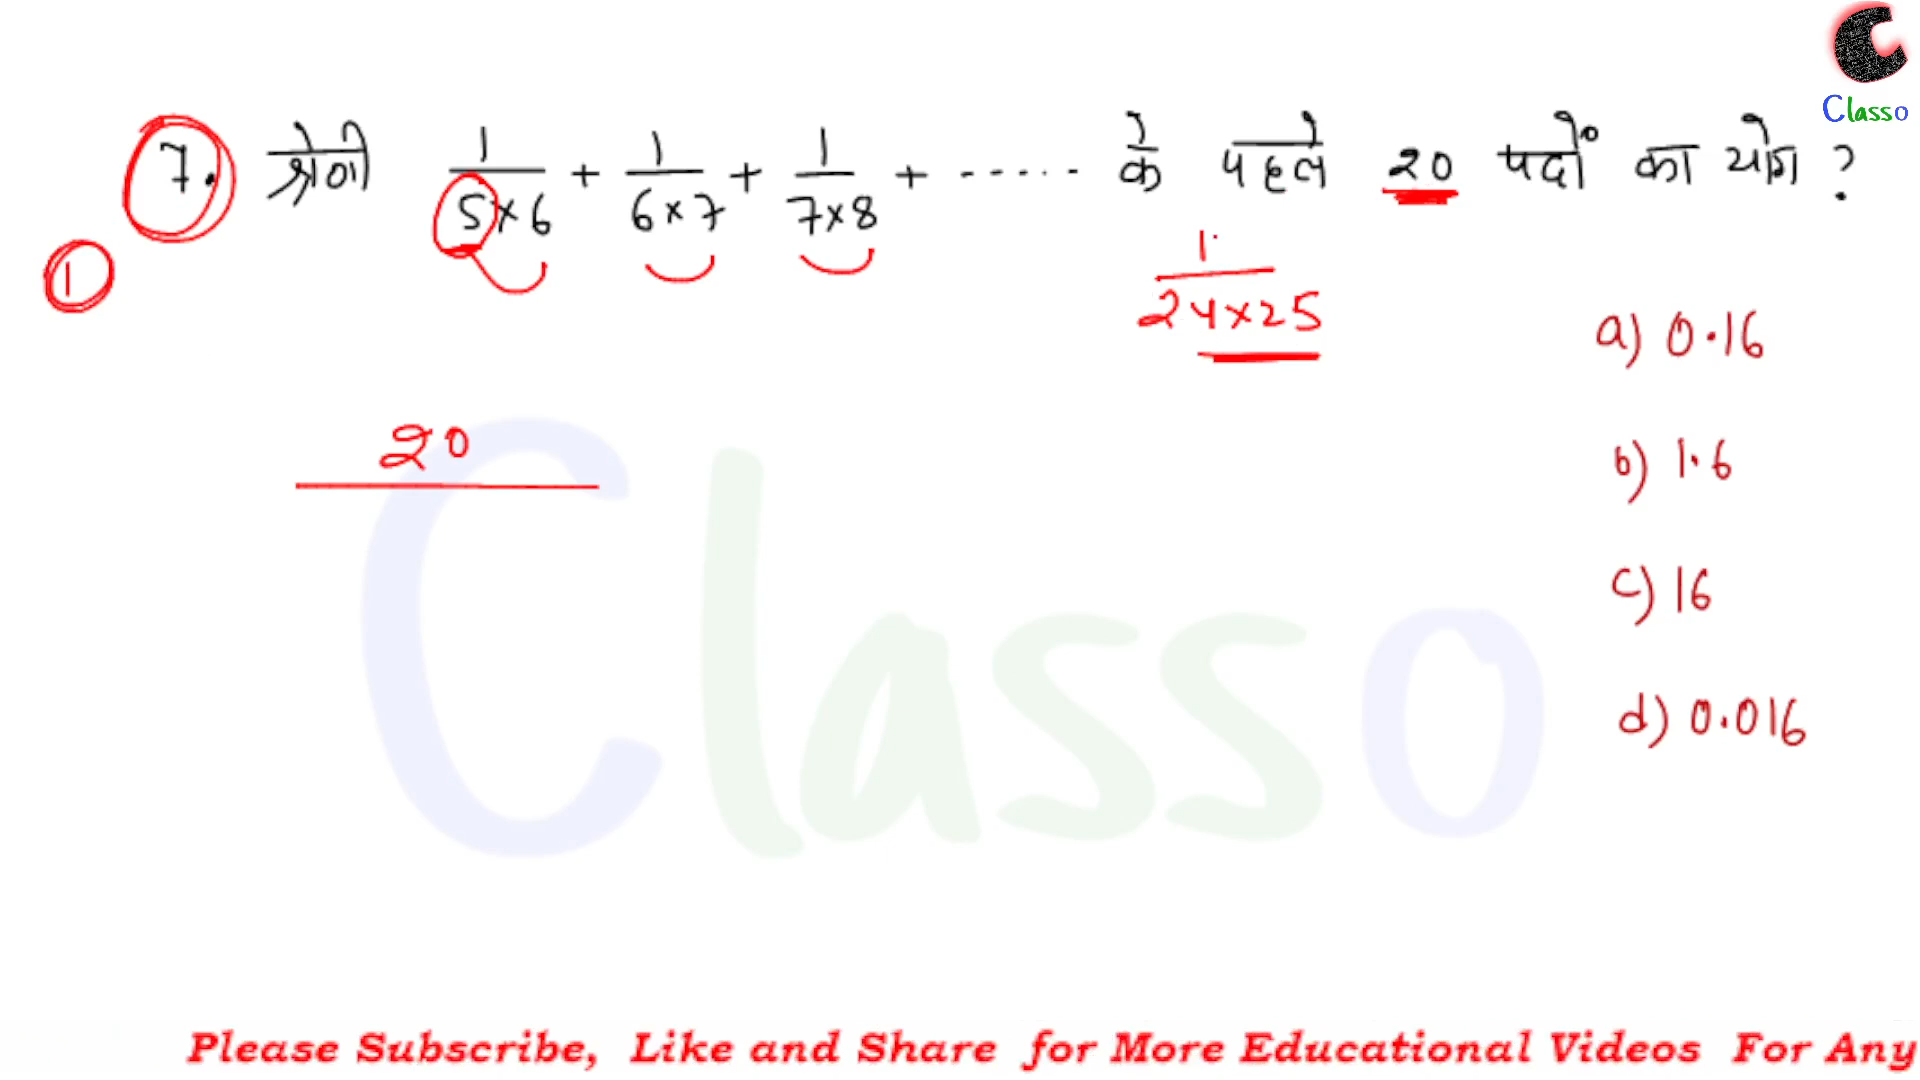 Classo
7. श्रेणी 1/5×6 + 1/6×7 + 1/7×8 + ..... के पहले 20 पदों का योग ?
1
1/24×25
a) 0.16
20
b) 1.6
c) 16
d) 0.016
Classo
Please Subscribe, Like and Share for More Educational Videos For Any